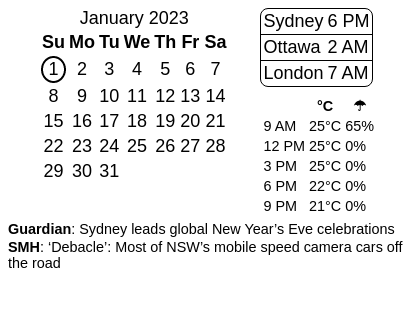 January 2023
Su Mo Tu We Th Fr Sa
1 2 3 4 5 6 7
8 9 10 11 12 13 14
15 16 17 18 19 20 21
22 23 24 25 26 27 28
29 30 31
Sydney 6 PM
Ottawa 2 AM
London 7 AM
°C ☂
9 AM 25°C 65%
12 PM 25°C 0%
3 PM 25°C 0%
6 PM 22°C 0%
9 PM 21°C 0%
Guardian: Sydney leads global New Year’s Eve celebrations
SMH: ‘Debacle’: Most of NSW’s mobile speed camera cars off
the road